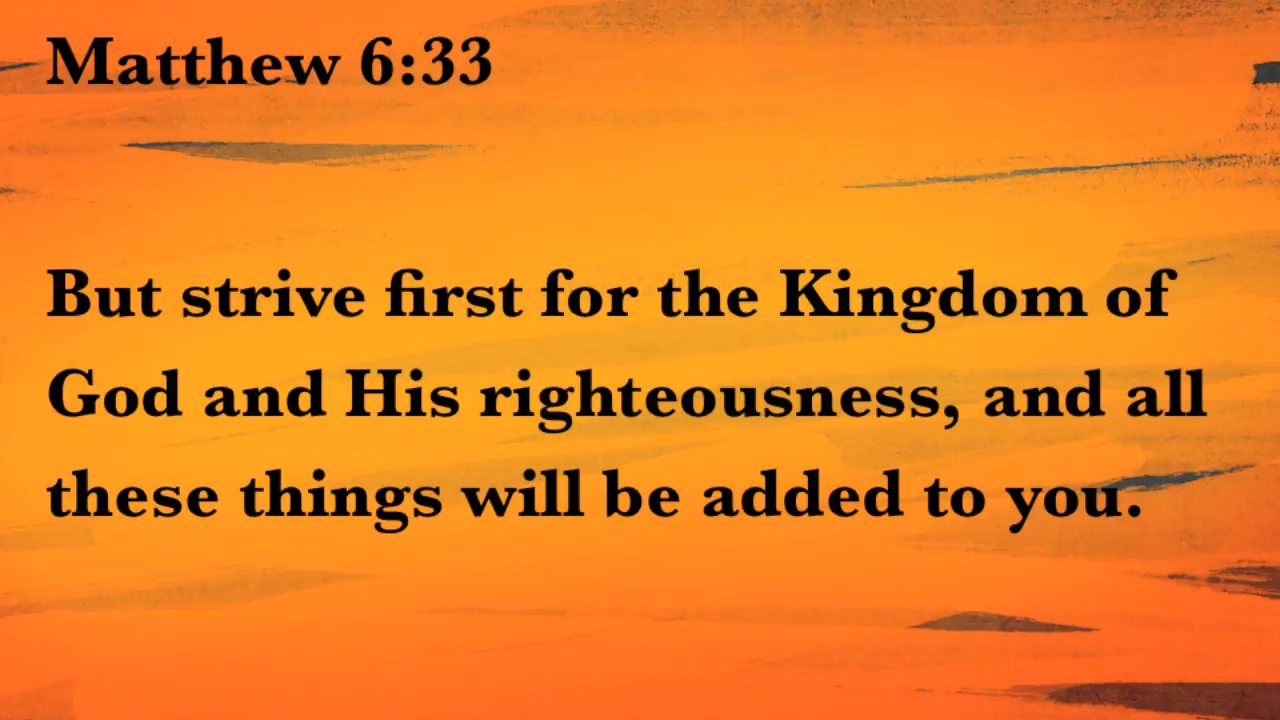 Matthew 6:33
But strive first for the Kingdom of
God and His righteousness, and all
these things will be added to you.